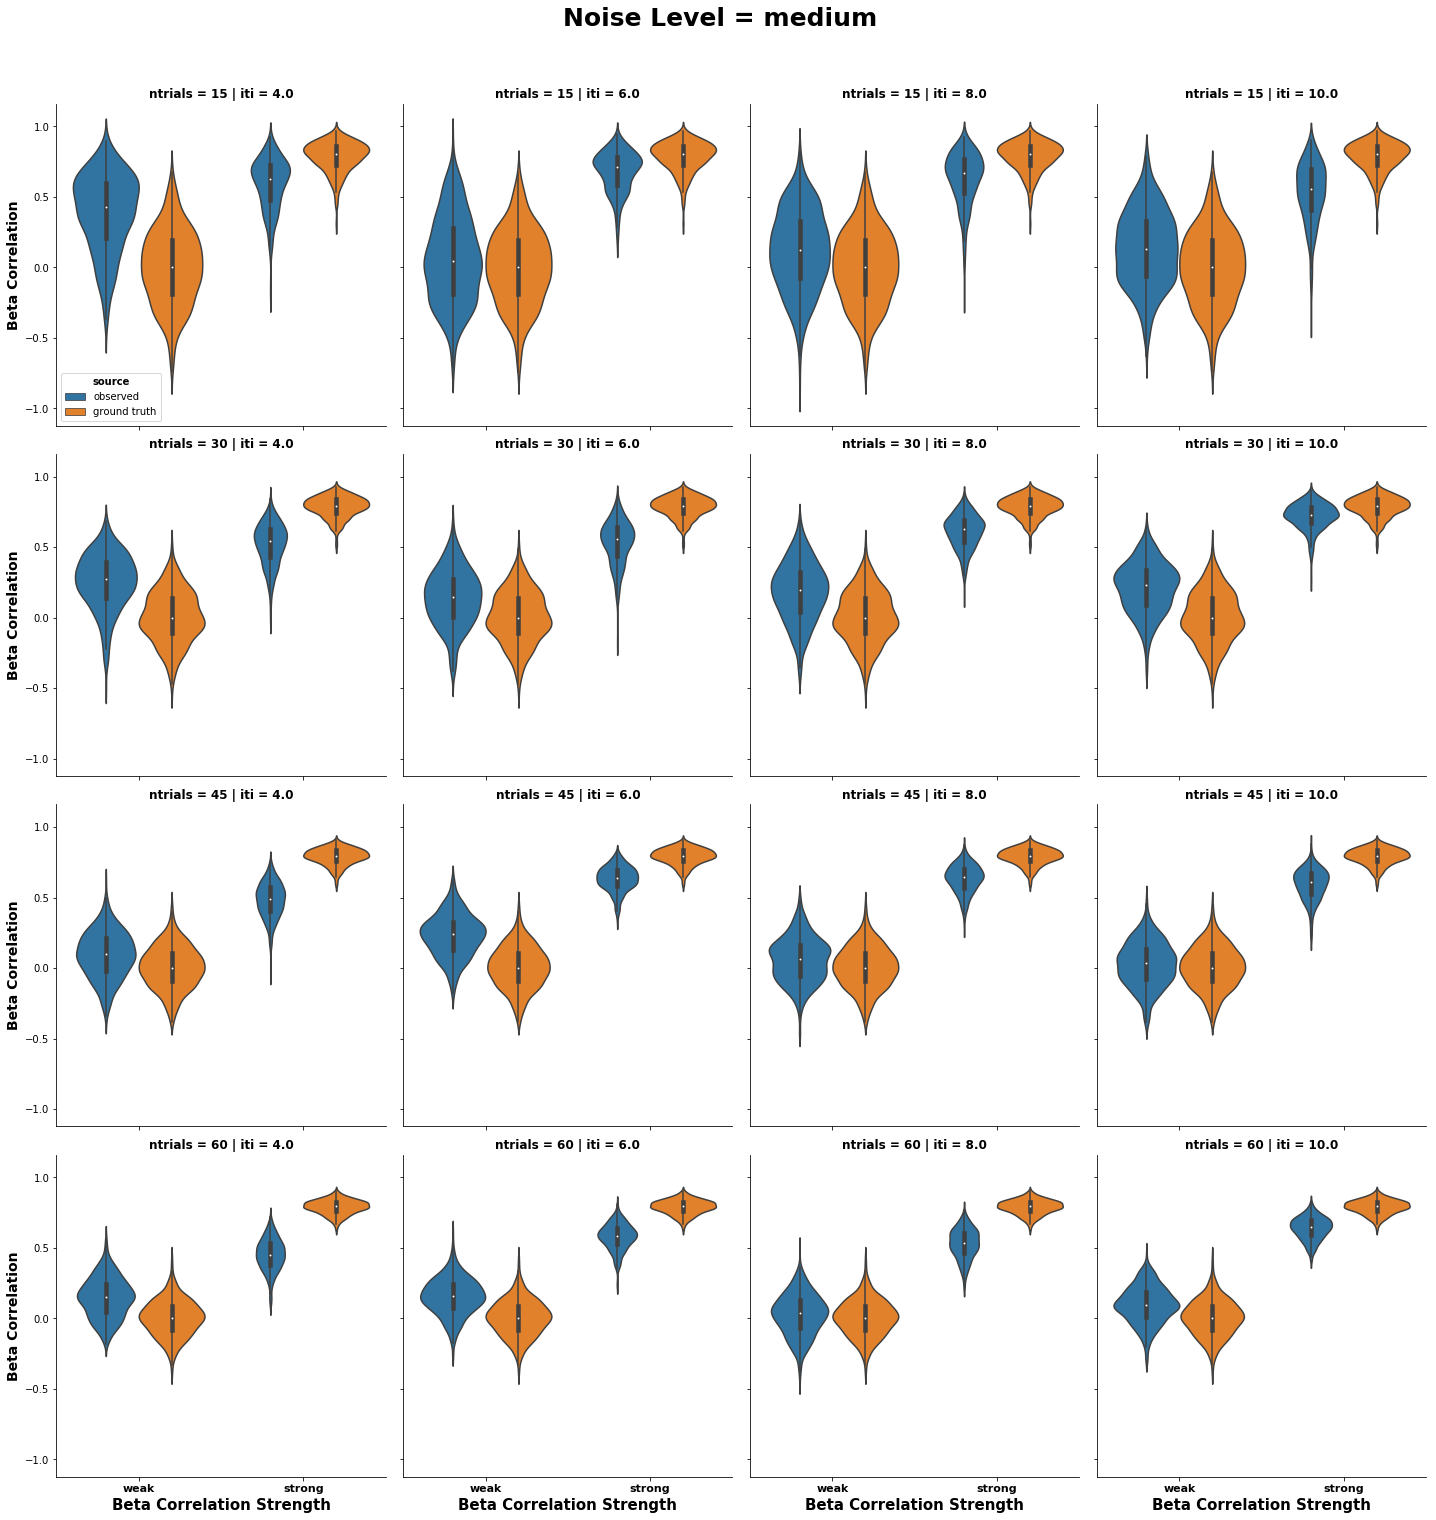 Noise Level = medium
ntrials = 15 | iti = 4.0
ntrials = 15 | iti = 6.0
ntrials = 15 | iti = 8.0
ntrials = 15 | iti = 10.0
1.0
0.5
0.0
−0.5
−1.0
Beta Correlation
source
observed
ground truth
ntrials = 30 | iti = 4.0
ntrials = 30 | iti = 6.0
ntrials = 30 | iti = 8.0
ntrials = 30 | iti = 10.0
1.0
0.5
0.0
−0.5
−1.0
Beta Correlation
ntrials = 45 | iti = 4.0
ntrials = 45 | iti = 6.0
ntrials = 45 | iti = 8.0
ntrials = 45 | iti = 10.0
1.0
0.5
0.0
−0.5
−1.0
Beta Correlation
ntrials = 60 | iti = 4.0
ntrials = 60 | iti = 6.0
ntrials = 60 | iti = 8.0
ntrials = 60 | iti = 10.0
1.0
0.5
0.0
−0.5
−1.0
Beta Correlation
weak strong
Beta Correlation Strength
weak strong
Beta Correlation Strength
weak strong
Beta Correlation Strength
weak strong
Beta Correlation Strength